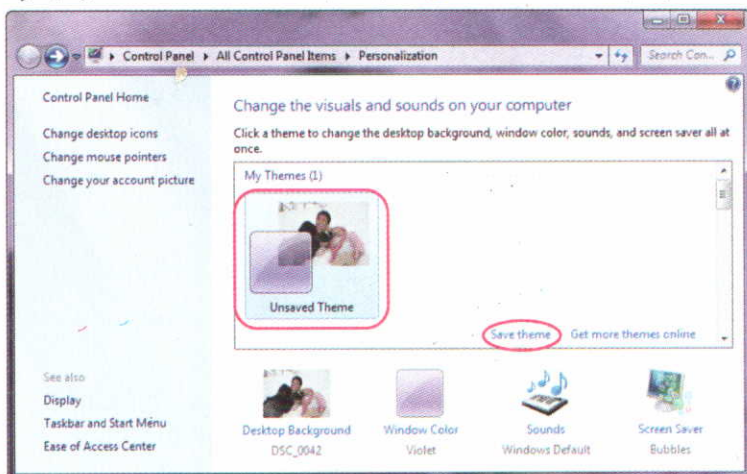 Control Panel ▸ All Control Panel Items ▸ Personalization
Search Con...
Control Panel Home
Change desktop icons
Change mouse pointers
Change your account picture
Change the visuals and sounds on your computer
Click a theme to change the desktop background, window color, sounds, and screen saver all at
once.
My Themes (1)
Unsaved Theme
Save theme Get more themes online
See also
Display
Taskbar and Start Menu
Ease of Access Center
Desktop Background
DSC_0042
Window Color
Violet
Sounds
Windows Default
Screen Saver
Bubbles